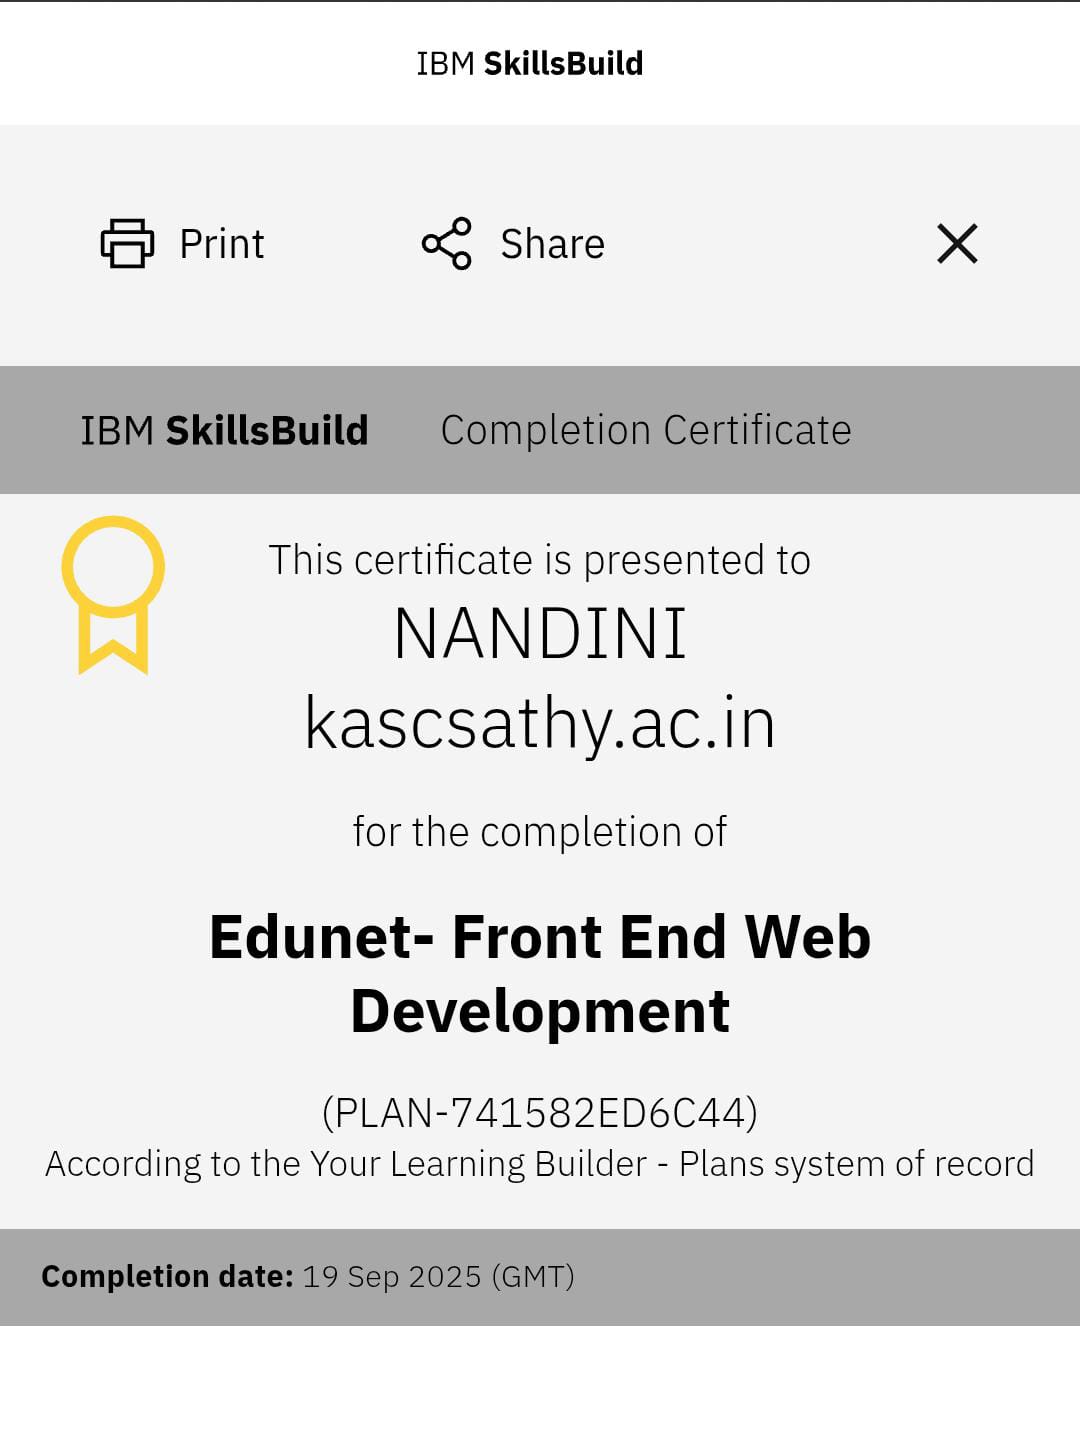 IBM SkillsBuild
Print
Share
IBM SkillsBuild
Completion Certificate
This certificate is presented to
NANDINI
kascsathy.ac.in
for the completion of
Edunet- Front End Web
Development
(PLAN-741582ED6C44)
According to the Your Learning Builder - Plans system of record
Completion date: 19 Sep 2025 (GMT)